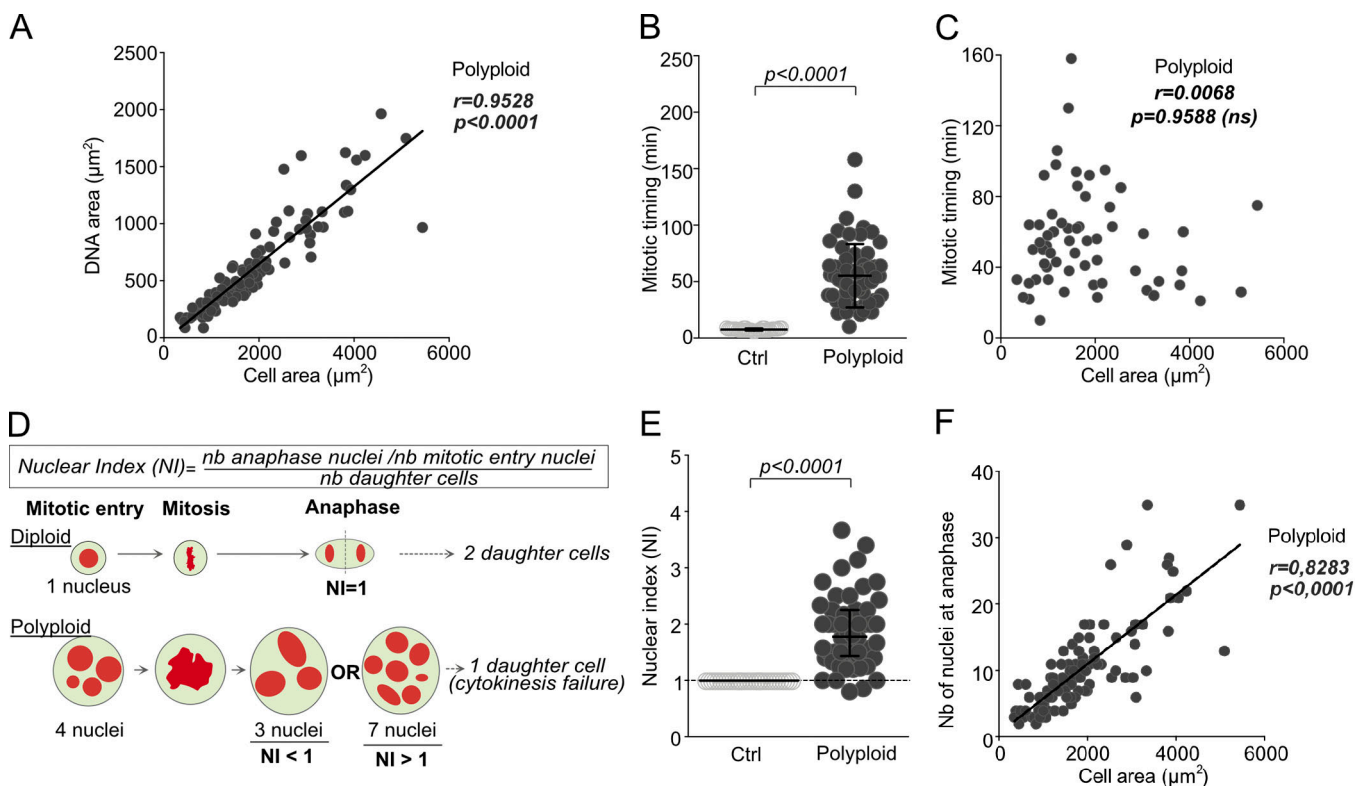 A
2500
2000
1500
1000
500
0
DNA area (µm²)
0 2000 4000 6000
Cell area (µm²)
Polyploid
r=0.9528
p<0.0001
B
250
200
150
100
50
0
Mitotic timing (min)
p<0.0001
Ctrl Polyploid
C
160
120
80
40
0
Mitotic timing (min)
Polyploid
r=0.0068
p=0.9588 (ns)
0 2000 4000 6000
Cell area (µm²)
D
Nuclear Index (NI)= nb anaphase nuclei /nb mitotic entry nuclei
nb daughter cells
Mitotic entry Mitosis Anaphase
Diploid
1 nucleus
NI=1
2 daughter cells
Polyploid
OR
1 daughter cell
(cytokinesis failure)
4 nuclei 3 nuclei 7 nuclei
NI < 1 NI > 1
E
5
4
3
2
1
0
Nuclear index (NI)
p<0.0001
Ctrl Polyploid
F
40
30
20
10
0
Nb of nuclei at anaphase
Polyploid
r=0,8283
p<0,0001
0 2000 4000 6000
Cell area (µm²)